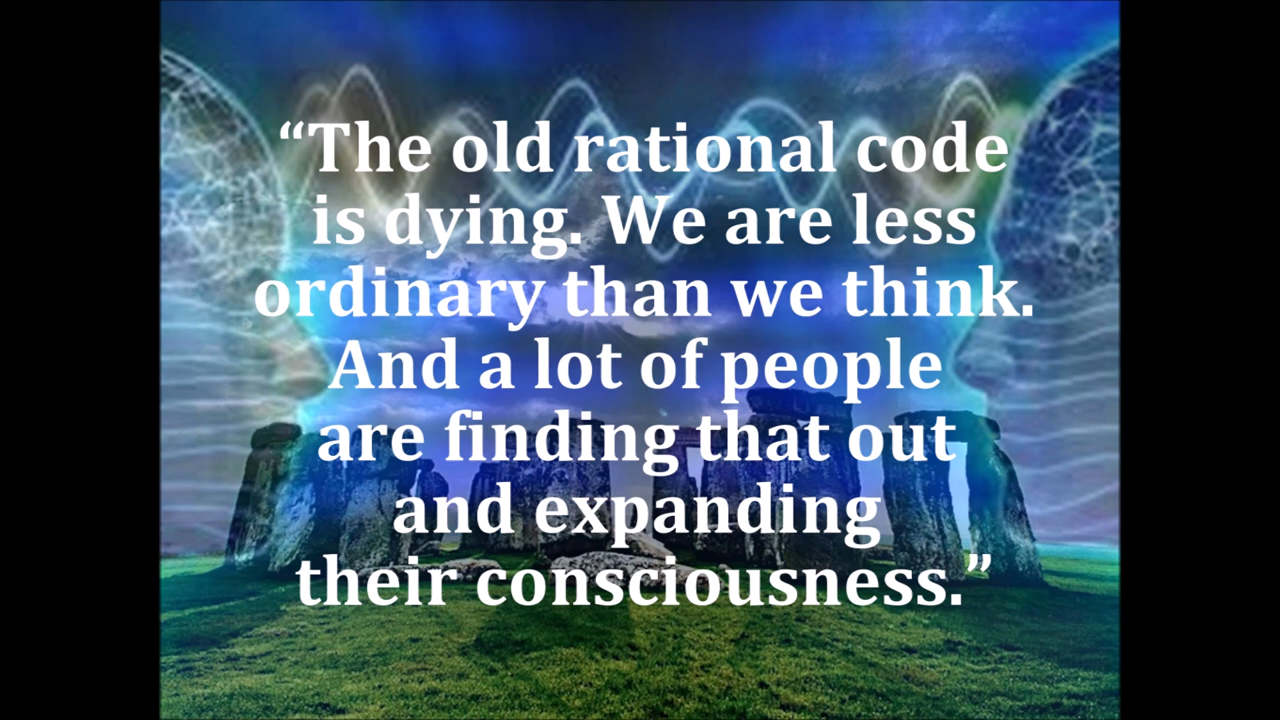 “The old rational code
is dying. We are less
ordinary than we think.
And a lot of people
are finding that out
and expanding
their consciousness.”